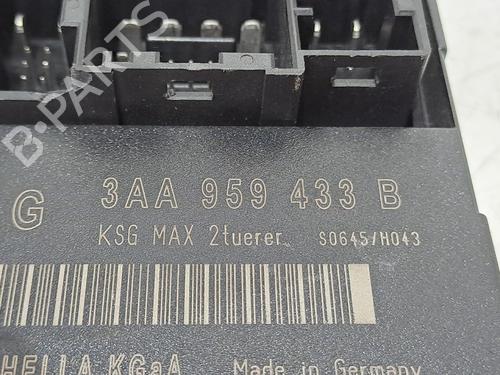 B-PARTS
G 3AA 959 433 B
KSG MAX 2tuerer S0645/H043
HELLA KGaA Made in Germany